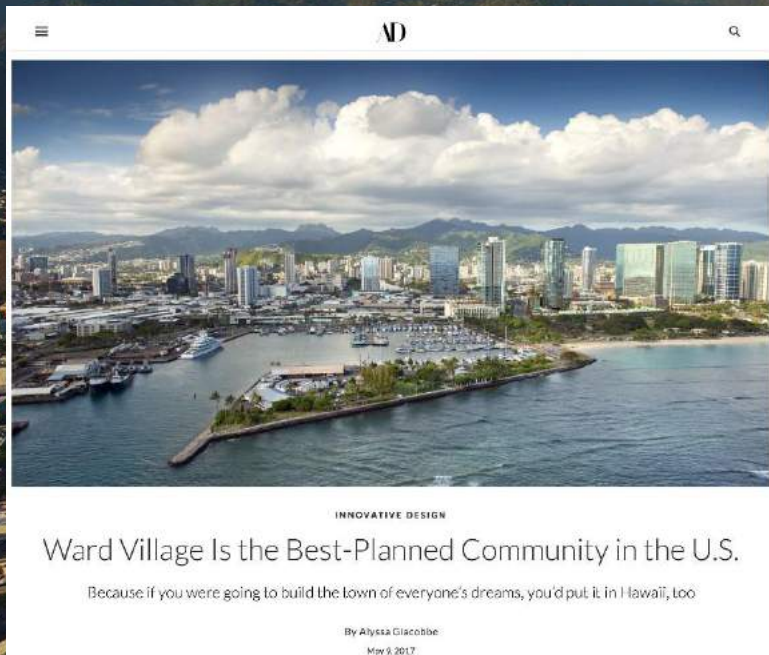 AD
INNOVATIVE DESIGN
Ward Village Is the Best-Planned Community in the U.S.
Because if you were going to build the town of everyone's dreams, you'd put it in Hawaii, too
By Alyssa Giacobbe
May 9, 2017